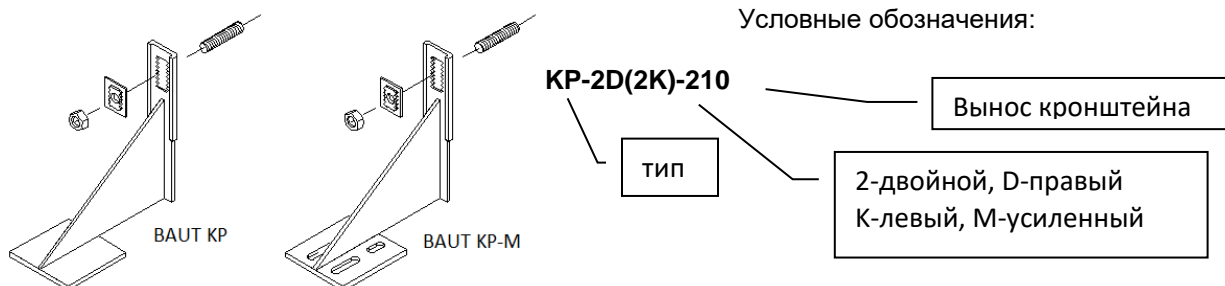 Условные обозначения:
KP-2D(2K)-210
Вынос кронштейна
тип
2-двойной, D-правый
K-левый, M-усиленный
BAUT KP
BAUT KP-M